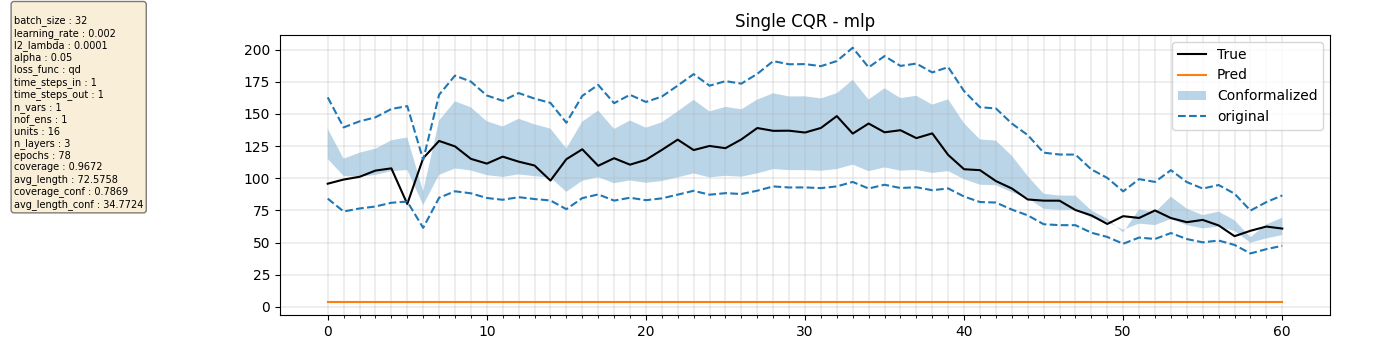 batch_size : 32
learning_rate : 0.002
l2_lambda : 0.0001
alpha : 0.05
loss_func : qd
time_steps_in : 1
time_steps_out : 1
n_vars : 1
nof_ens : 1
units : 16
n_layers : 3
epochs : 78
coverage : 0.9672
avg_length : 72.5758
coverage_conf : 0.7869
avg_length_conf : 34.7724
Single CQR - mlp
200
175
150
125
100
75
50
25
0
0 10 20 30 40 50 60
True
Pred
Conformalized
original